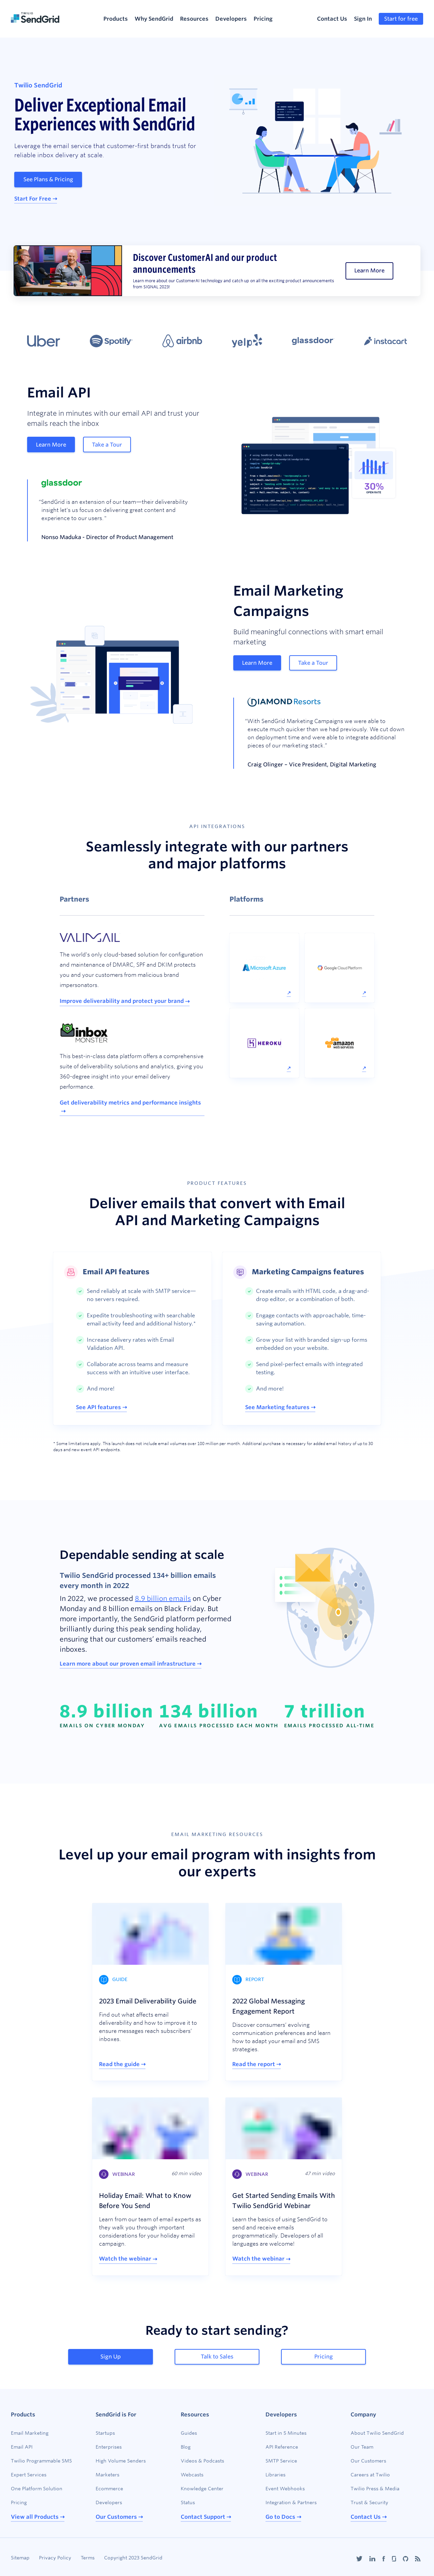 TWILIO
SendGrid
Products Why SendGrid Resources Developers Pricing
Contact Us Sign In Start for free
Twilio SendGrid
Deliver Exceptional Email
Experiences with SendGrid
Leverage the email service that customer-first brands trust for
reliable inbox delivery at scale.
See Plans & Pricing
Start For Free →
Discover CustomerAI and our product
announcements
Learn more about our CustomerAI technology and catch up on all the exciting product announcements
from SIGNAL 2023!
Learn More
Uber Spotify airbnb yelp glassdoor instacart
Email API
Integrate in minutes with our email API and trust your
emails reach the inbox
Learn More Take a Tour
30%
glassdoor
“SendGrid is an extension of our team—their deliverability
insight let's us focus on delivering great content and
experience to our users.”
Nonso Maduka - Director of Product Management
Email Marketing
Campaigns
Build meaningful connections with smart email
marketing
Learn More Take a Tour
DIAMOND Resorts
“With SendGrid Marketing Campaigns we were able to
execute much quicker than we had previously. We cut down
on deployment time and were able to integrate additional
pieces of our marketing stack.”
Craig Olinger – Vice President, Digital Marketing
API INTEGRATIONS
Seamlessly integrate with our partners
and major platforms
Partners
VALIMAIL
The world's only cloud-based solution for configuration
and maintenance of DMARC, SPF and DKIM protects
you and your customers from malicious brand
impersonators.
Improve deliverability and protect your brand →
inbox
MONSTER
This best-in-class data platform offers a comprehensive
suite of deliverability solutions and analytics, giving you
360-degree insight into your email delivery
performance.
Get deliverability metrics and performance insights
→
Platforms
Microsoft Azure
Google Cloud Platform
HEROKU
amazon
web services
PRODUCT FEATURES
Deliver emails that convert with Email
API and Marketing Campaigns
Email API features
Send reliably at scale with SMTP service—
no servers required.
Expedite troubleshooting with searchable
email activity feed and additional history.*
Increase delivery rates with Email
Validation API.
Collaborate across teams and measure
success with an intuitive user interface.
And more!
See API features →
Marketing Campaigns features
Create emails with HTML code, a drag-and-
drop editor, or a combination of both.
Engage contacts with approachable, time-
saving automation.
Grow your list with branded sign-up forms
embedded on your website.
Send pixel-perfect emails with integrated
testing.
And more!
See Marketing features →
* Some limitations apply. This launch does not include email volumes over 100 million per month. Additional purchase is necessary for added email history of up to 30
days and new event API endpoints
Dependable sending at scale
Twilio SendGrid processed 134+ billion emails
every month in 2022
In 2022, we processed 8.9 billion emails on Cyber
Monday and 8 billion emails on Black Friday. But
more importantly, the SendGrid platform performed
brilliantly during this peak sending holiday,
ensuring that our customers’ emails reached
inboxes.
Learn more about our proven email infrastructure →
8.9 billion
EMAILS ON CYBER MONDAY
134 billion
AVG EMAILS PROCESSED EACH MONTH
7 trillion
EMAILS PROCESSED ALL-TIME
EMAIL MARKETING RESOURCES
Level up your email program with insights from
our experts
GUIDE
2023 Email Deliverability Guide
Find out what affects email
deliverability and how to improve it to
ensure messages reach subscribers'
inboxes.
Read the guide →
REPORT
2022 Global Messaging
Engagement Report
Discover consumers’ evolving
communication preferences and learn
how to adapt your email and SMS
strategies.
Read the report →
WEBINAR 60 min video
Holiday Email: What to Know
Before You Send
Learn from our team of email experts as
they walk you through important
considerations for your holiday email
campaign.
Watch the webinar →
WEBINAR 47 min video
Get Started Sending Emails With
Twilio SendGrid Webinar
Learn the basics of using SendGrid to
send and receive emails
programmatically. Developers of all
languages are welcome!
Watch the webinar →
Ready to start sending?
Sign Up Talk to Sales Pricing
Products
Email Marketing
Email API
Twilio Programmable SMS
Expert Services
One Platform Solution
Pricing
View all Products →
SendGrid is For
Startups
Enterprises
High Volume Senders
Marketers
Ecommerce
Developers
Our Customers →
Resources
Guides
Blog
Videos & Podcasts
Webcasts
Knowledge Center
Status
Contact Support →
Developers
Start in 5 Minutes
API Reference
SMTP Service
Libraries
Event Webhooks
Integration & Partners
Go to Docs →
Company
About Twilio SendGrid
Our Team
Our Customers
Careers at Twilio
Twilio Press & Media
Trust & Security
Contact Us →
Sitemap Privacy Policy Terms Copyright 2023 SendGrid